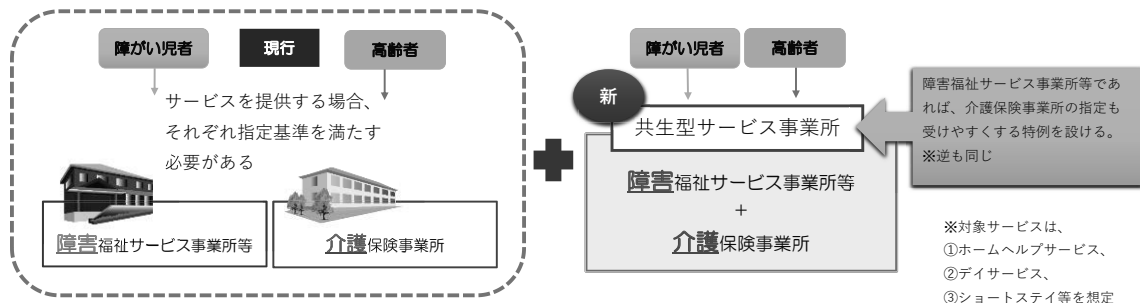 障がい児者
現行
高齢者
サービスを提供する場合、
それぞれ指定基準を満たす
必要がある
障害福祉サービス事業所等
介護保険事業所
障がい児者
高齢者
新
共生型サービス事業所
障害福祉サービス事業所等
+
介護保険事業所
障害福祉サービス事業所等であ
れば、介護保険事業所の指定も
受けやすくする特例を設ける。
※逆も同じ
※対象サービスは、
①ホームヘルプサービス、
②デイサービス、
③ショートステイ等を想定